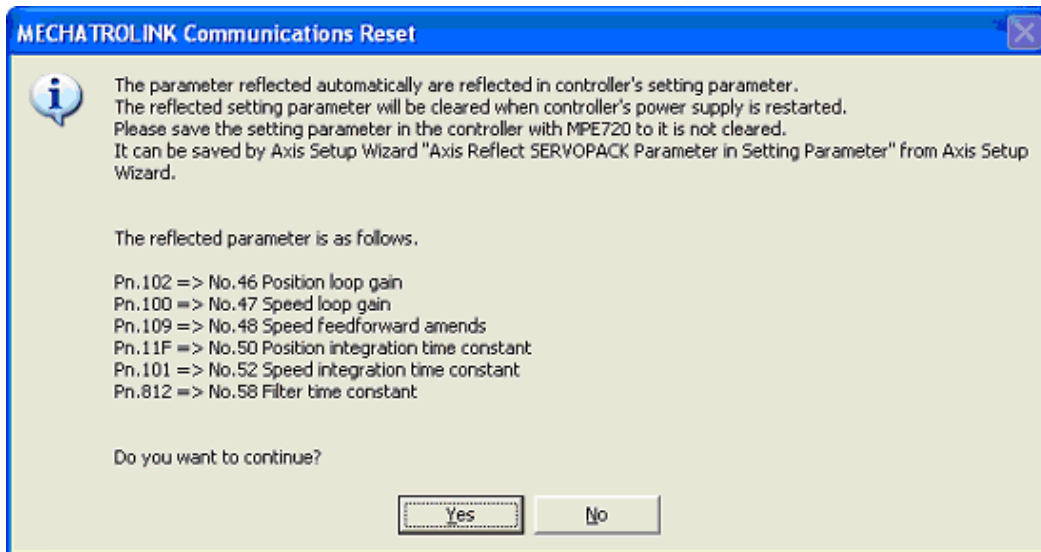 MECHATROLINK Communications Reset
The parameter reflected automatically are reflected in controller's setting parameter.
The reflected setting parameter will be cleared when controller's power supply is restarted.
Please save the setting parameter in the controller with MPE720 to it is not cleared.
It can be saved by Axis Setup Wizard "Axis Reflect SERVOPACK Parameter in Setting Parameter" from Axis Setup
Wizard.
The reflected parameter is as follows.
Pn.102 => No.46 Position loop gain
Pn.100 => No.47 Speed loop gain
Pn.109 => No.48 Speed feedforward amends
Pn.11F => No.50 Position integration time constant
Pn.101 => No.52 Speed integration time constant
Pn.812 => No.58 Filter time constant
Do you want to continue?
Yes No